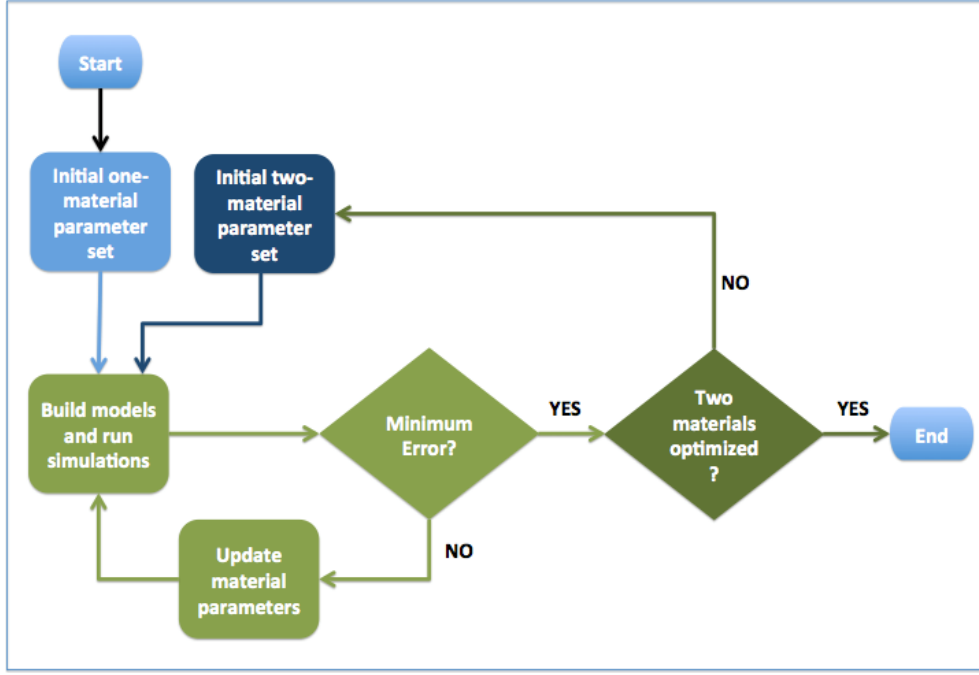 Start
Initial one-
material
parameter
set
Initial two-
material
parameter
set
NO
Build models
and run
simulations
Minimum
Error?
YES
Two
materials
optimized
?
YES
End
NO
Update
material
parameters